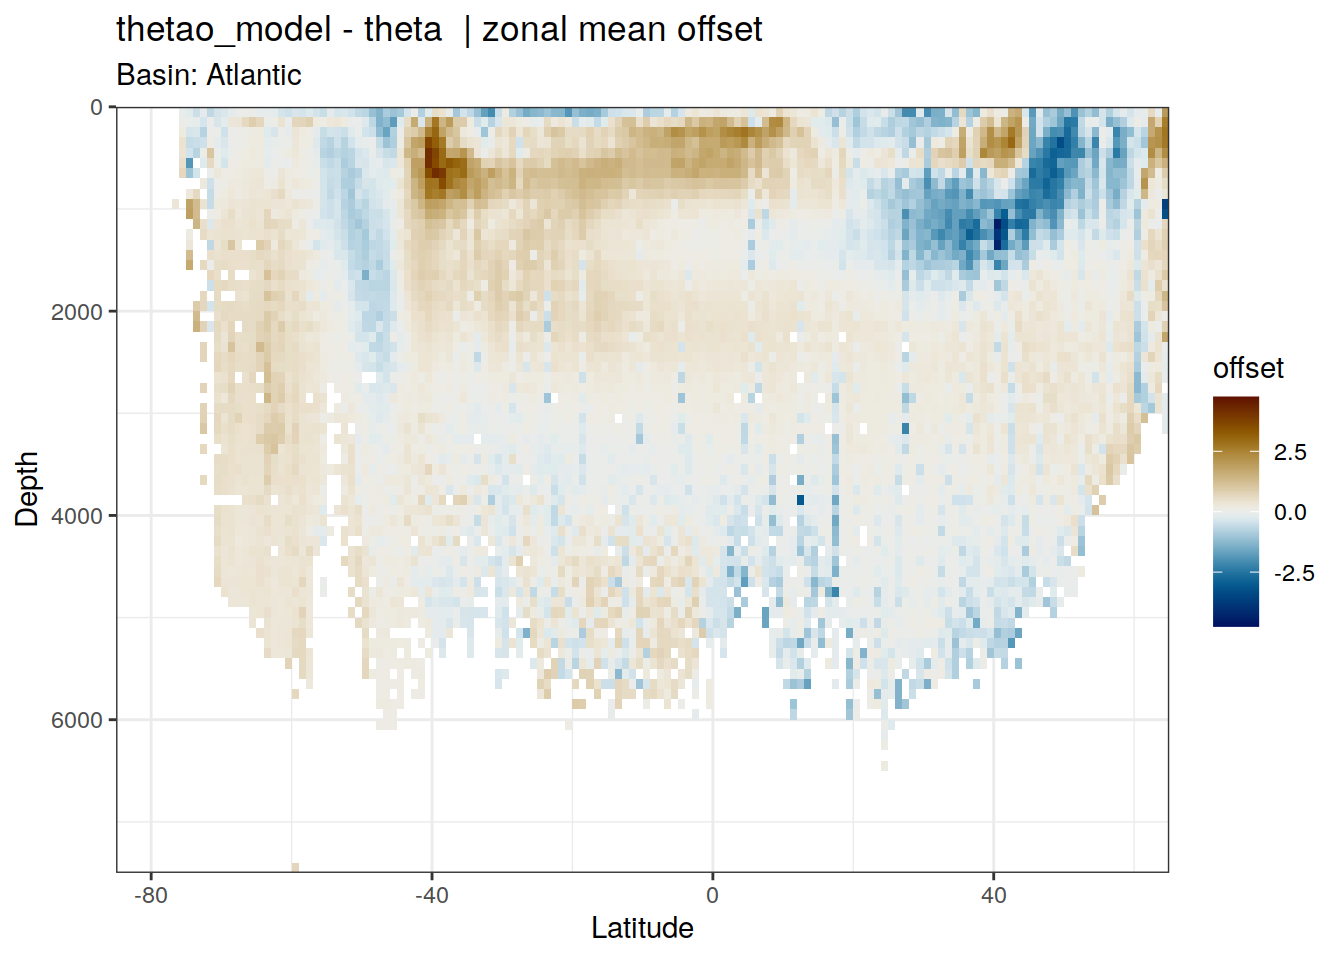 thetao_model - theta  | zonal mean offset
Basin: Atlantic
0
2000
4000
6000
Depth
-80
-40
0
40
Latitude
offset
2.5
0.0
-2.5